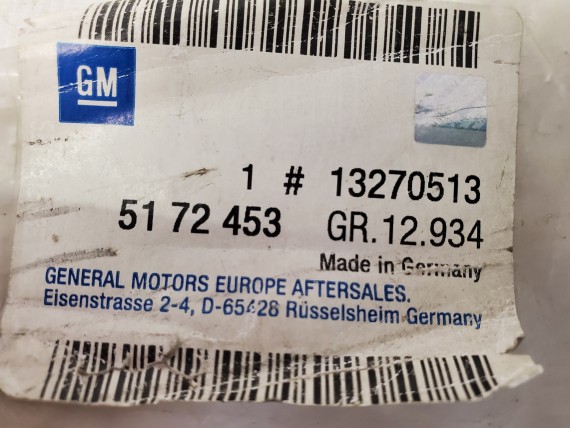 GM
1 # 13270513
51 72 453 GR.12.934
Made in Germany
GENERAL MOTORS EUROPE AFTERSALES.
Eisenstrasse 2-4, D-65428 Rüsselsheim Germany